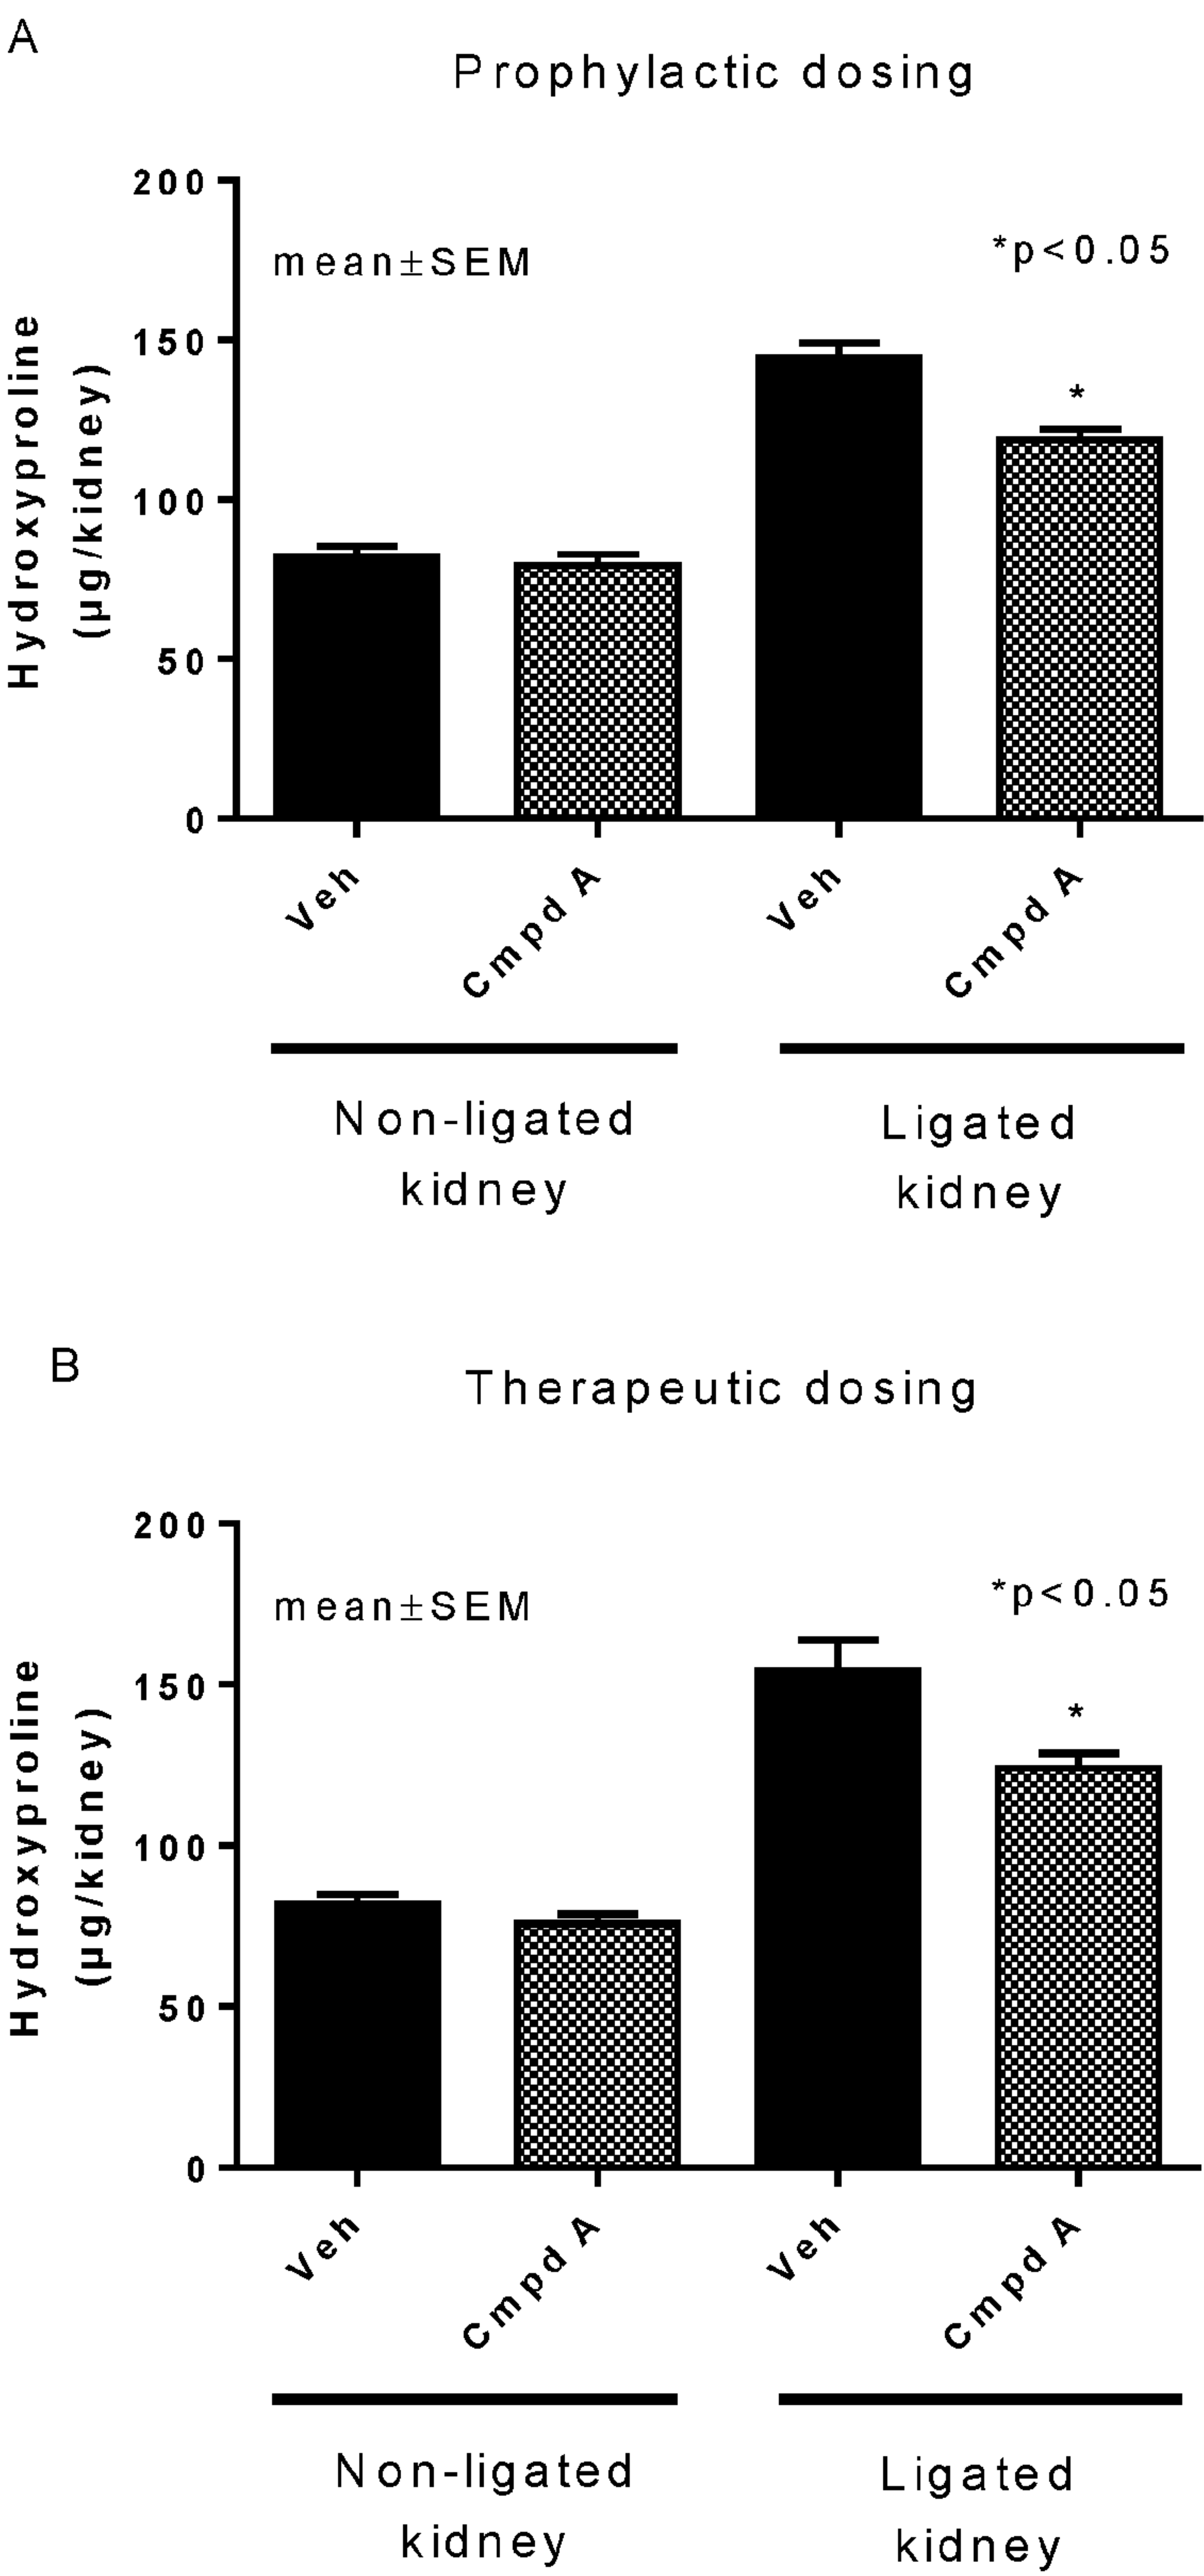 A
Prophylactic dosing
200
150
100
50
0
Hydroxyproline
(µg/kidney)
mean±SEM
*p<0.05
*
Veh
Cmpd A
Veh
Cmpd A
Non-ligated
kidney
Ligated
kidney
B
Therapeutic dosing
200
150
100
50
0
Hydroxyproline
(µg/kidney)
mean±SEM
*p<0.05
*
Veh
Cmpd A
Veh
Cmpd A
Non-ligated
kidney
Ligated
kidney